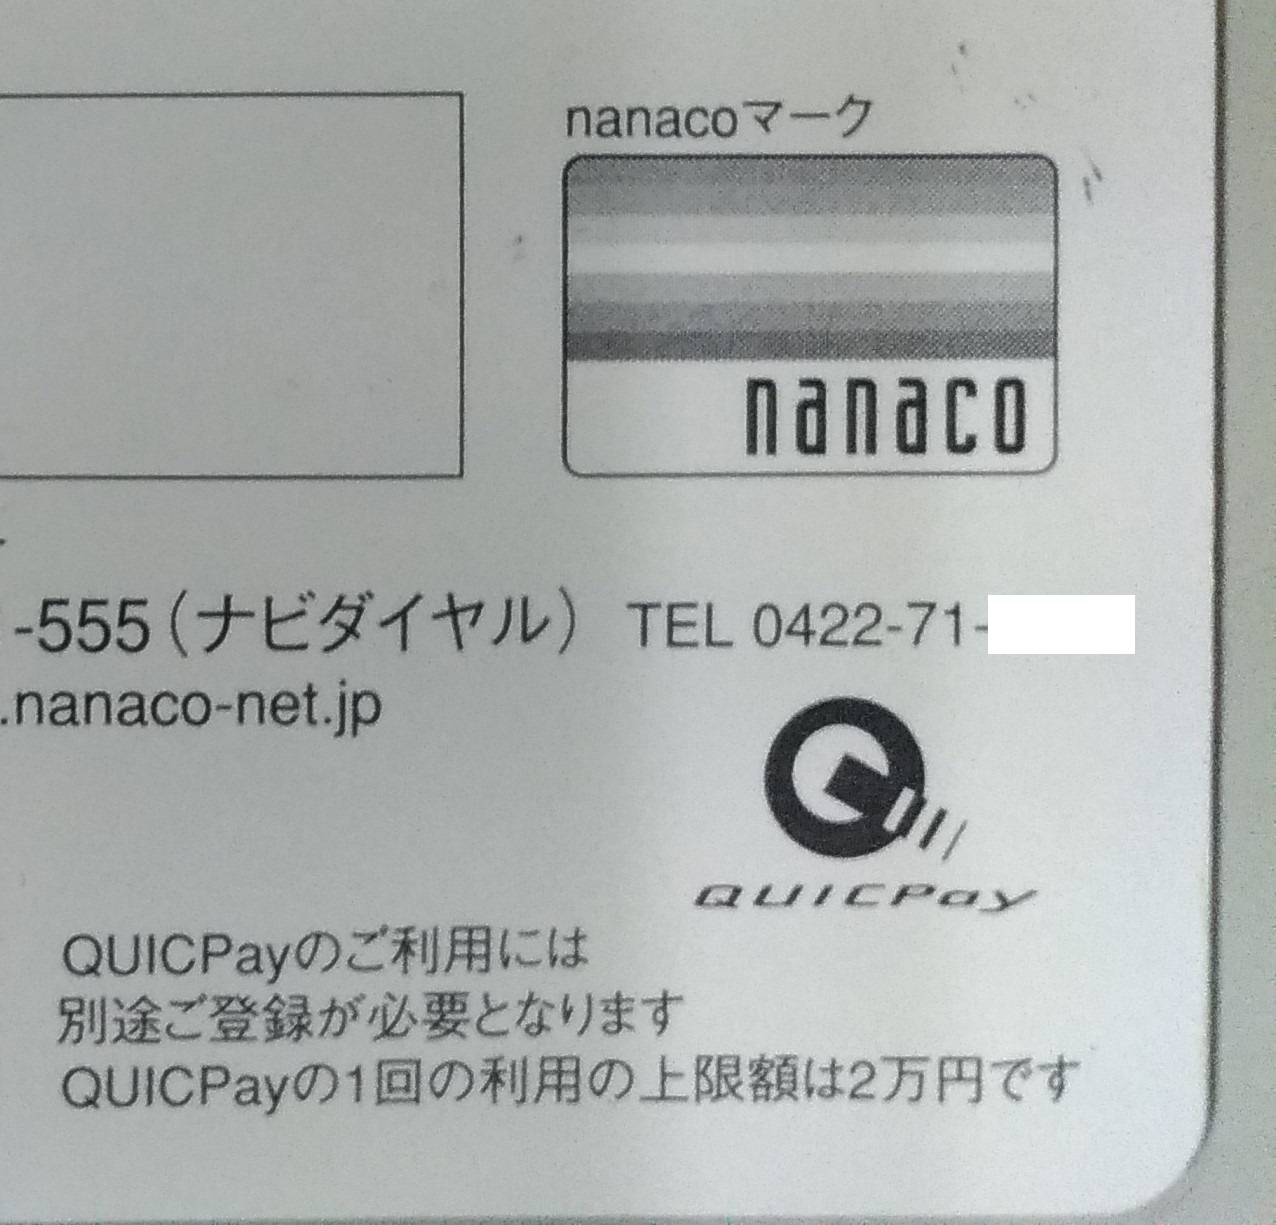 nanacoマーク
nanaco
-555（ナビダイヤル） TEL 0422-71-
.nanaco-net.jp
QUICPay
QUICPayのご利用には
別途ご登録が必要となります
QUICPayの1回の利用の上限額は2万円です